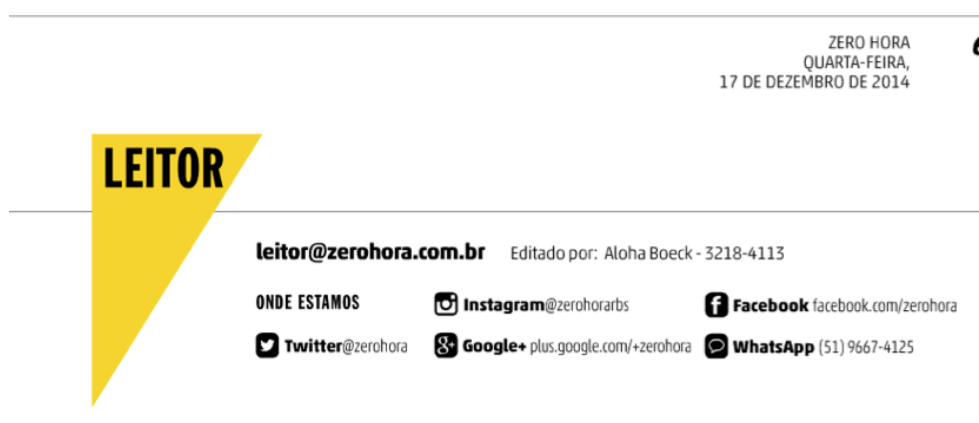 ZERO HORA
QUARTA-FEIRA,
17 DE DEZEMBRO DE 2014
LEITOR
leitor@zerohora.com.br Editado por: Aloha Boeck - 3218-4113
ONDE ESTAMOS Instagram@zerohorarbs Facebook facebook.com/zerohora
Twitter@zerohora Google+ plus.google.com/+zerohora WhatsApp (51) 9667-4125